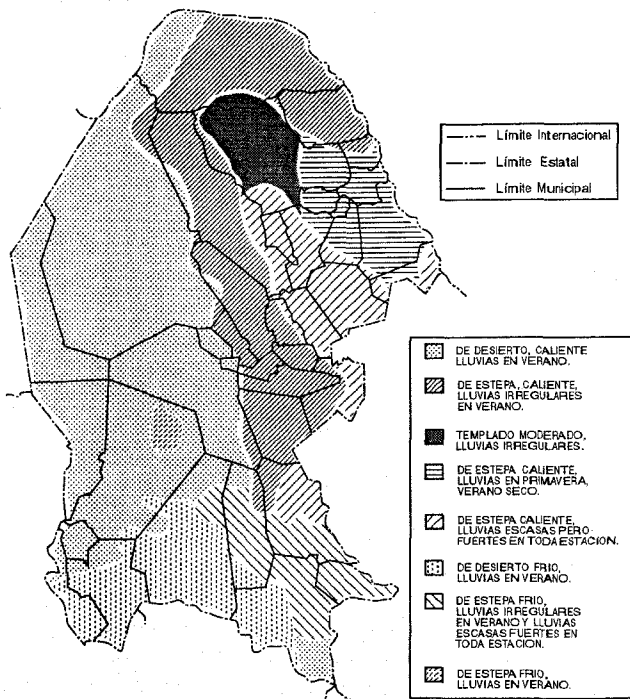 Límite Internacional
Límite Estatal
Límite Municipal
DE DESIERTO, CALIENTE
LLUVIAS EN VERANO.
DE ESTEPA, CALIENTE,
LLUVIAS IRREGULARES
EN VERANO.
TEMPLADO MODERADO,
LLUVIAS IRREGULARES.
DE ESTEPA CALIENTE,
LLUVIAS EN PRIMAVERA,
VERANO SECO.
DE ESTEPA CALIENTE,
LLUVIAS ESCASAS PERO
FUERTES EN TODA ESTACION.
DE DESIERTO FRIO,
LLUVIAS EN VERANO.
DE ESTEPA FRIO,
LLUVIAS IRREGULARES
EN VERANO Y LLUVIAS
ESCASAS FUERTES EN
TODA ESTACION.
DE ESTEPA FRIO,
LLUVIAS EN VERANO.